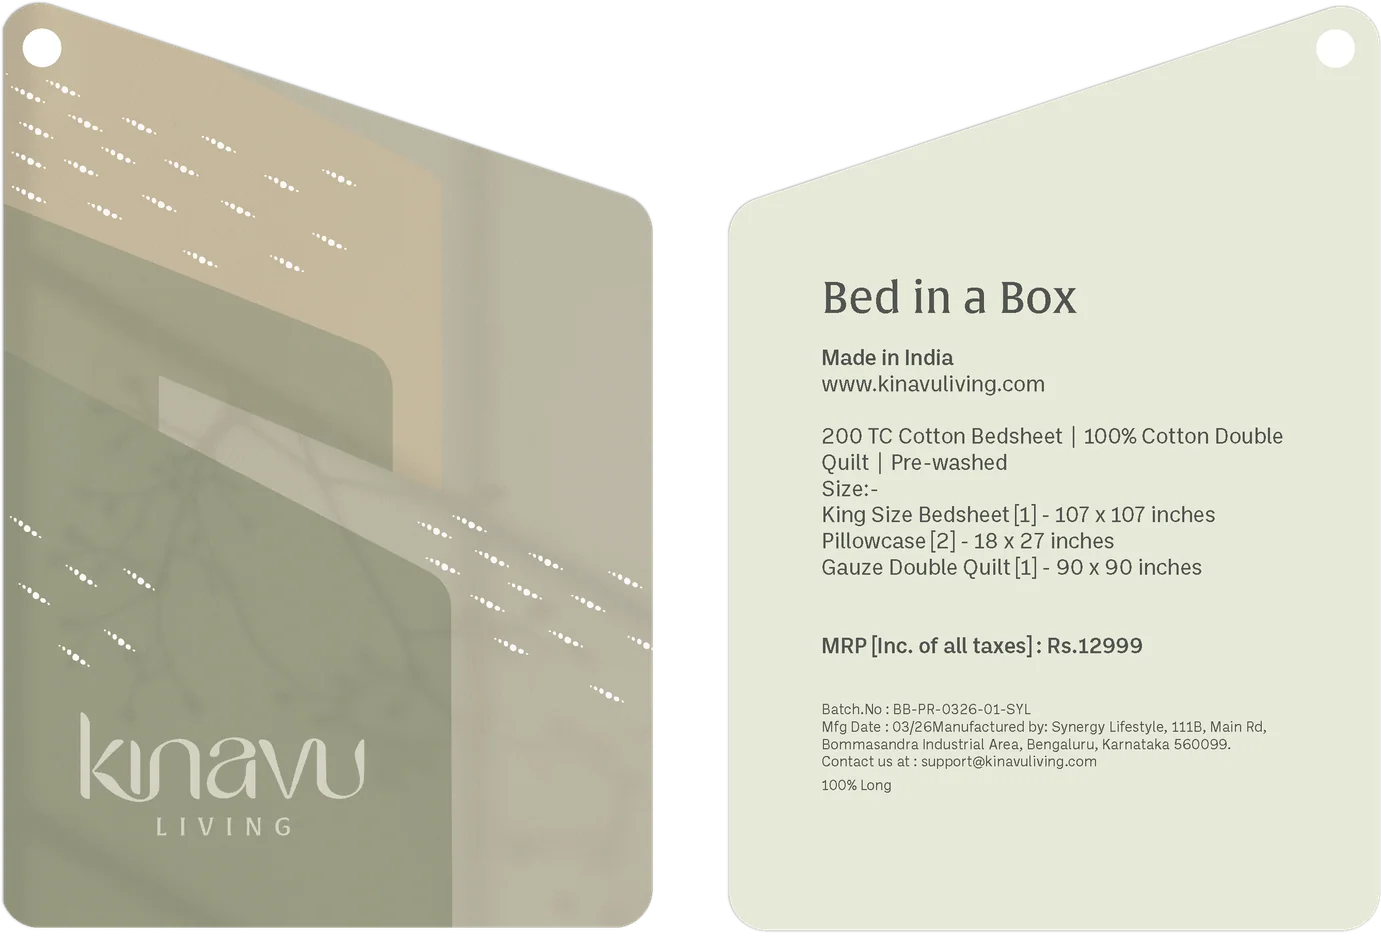 kinavu
LIVING
Bed in a Box
Made in India
www.kinavuliving.com
200 TC Cotton Bedsheet | 100% Cotton Double
Quilt | Pre-washed
Size:-
King Size Bedsheet [1] - 107 x 107 inches
Pillowcase [2] - 18 x 27 inches
Gauze Double Quilt [1] - 90 x 90 inches
MRP [Inc. of all taxes] : Rs.12999
Batch.No : BB-PR-0326-01-SYL
Mfg Date : 03/26Manufactured by: Synergy Lifestyle, 111B, Main Rd,
Bommasandra Industrial Area, Bengaluru, Karnataka 560099.
Contact us at : support@kinavuliving.com
100% Long